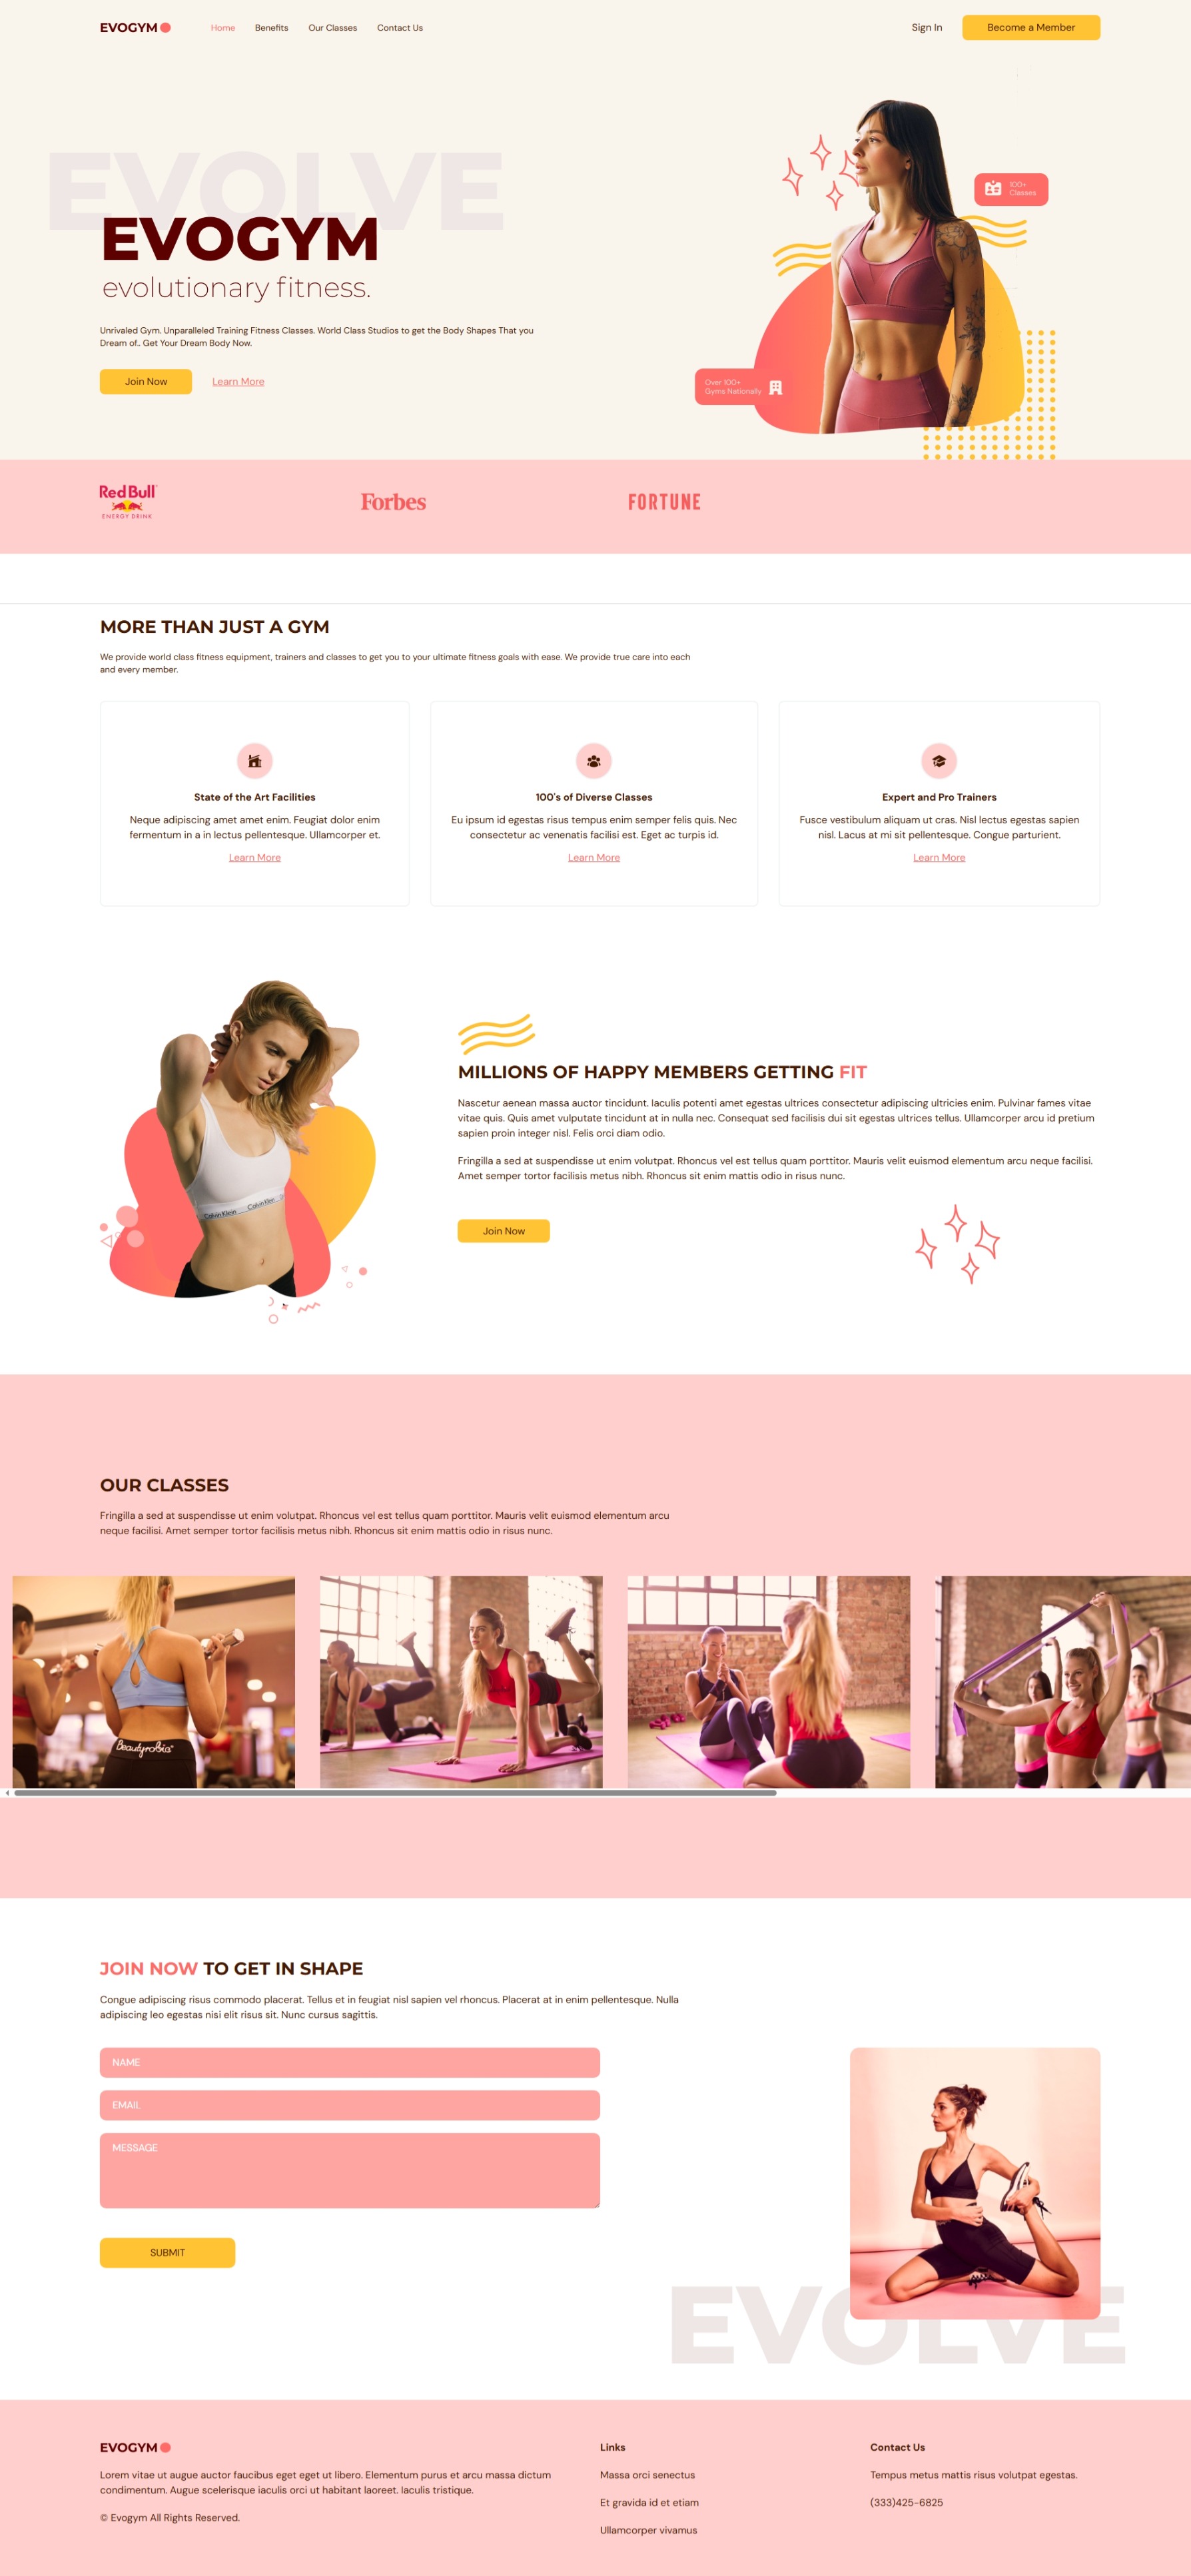 EVOGYM
Home Benefits Our Classes Contact Us
Sign In
Become a Member
EVOLVE
EVOGYM
evolutionary fitness.
Unrivaled Gym. Unparalleled Training Fitness Classes. World Class Studios to get the Body Shapes That you
Dream of.. Get Your Dream Body Now.
Join Now
Learn More
100+
Classes
Over 100+
Gyms Nationally
Red Bull
ENERGY DRINK
Forbes
FORTUNE
MORE THAN JUST A GYM
We provide world class fitness equipment, trainers and classes to get you to your ultimate fitness goals with ease. We provide true care into each
and every member.
State of the Art Facilities
Neque adipiscing amet amet enim. Feugiat dolor enim
fermentum in a in lectus pellentesque. Ullamcorper et.
Learn More
100's of Diverse Classes
Eu ipsum id egestas risus tempus enim semper felis quis. Nec
consectetur ac venenatis facilisi est. Eget ac turpis id.
Learn More
Expert and Pro Trainers
Fusce vestibulum aliquam ut cras. Nisl lectus egestas sapien
nisl. Lacus at mi sit pellentesque. Congue parturient.
Learn More
Calvin Klein Calvin Klein
MILLIONS OF HAPPY MEMBERS GETTING FIT
Nascetur aenean massa auctor tincidunt. Iaculis potenti amet egestas ultrices consectetur adipiscing ultricies enim. Pulvinar fames vitae
vitae quis. Quis amet vulputate tincidunt at in nulla nec. Consequat sed facilisis dui sit egestas ultrices tellus. Ullamcorper arcu id pretium
sapien proin integer nisl. Felis orci diam odio.
Fringilla a sed at suspendisse ut enim volutpat. Rhoncus vel est tellus quam porttitor. Mauris velit euismod elementum arcu neque facilisi.
Amet semper tortor facilisis metus nibh. Rhoncus sit enim mattis odio in risus nunc.
Join Now
OUR CLASSES
Fringilla a sed at suspendisse ut enim volutpat. Rhoncus vel est tellus quam porttitor. Mauris velit euismod elementum arcu
neque facilisi. Amet semper tortor facilisis metus nibh. Rhoncus sit enim mattis odio in risus nunc.
Beautyrobic
JOIN NOW TO GET IN SHAPE
Congue adipiscing risus commodo placerat. Tellus et in feugiat nisl sapien vel rhoncus. Placerat at in enim pellentesque. Nulla
adipiscing leo egestas nisi elit risus sit. Nunc cursus sagittis.
NAME
EMAIL
MESSAGE
SUBMIT
EVOLVE
EVOGYM
Lorem vitae ut augue auctor faucibus eget eget ut libero. Elementum purus et arcu massa dictum
condimentum. Augue scelerisque iaculis orci ut habitant laoreet. Iaculis tristique.
© Evogym All Rights Reserved.
Links
Massa orci senectus
Et gravida id et etiam
Ullamcorper vivamus
Contact Us
Tempus metus mattis risus volutpat egestas.
(333)425-6825